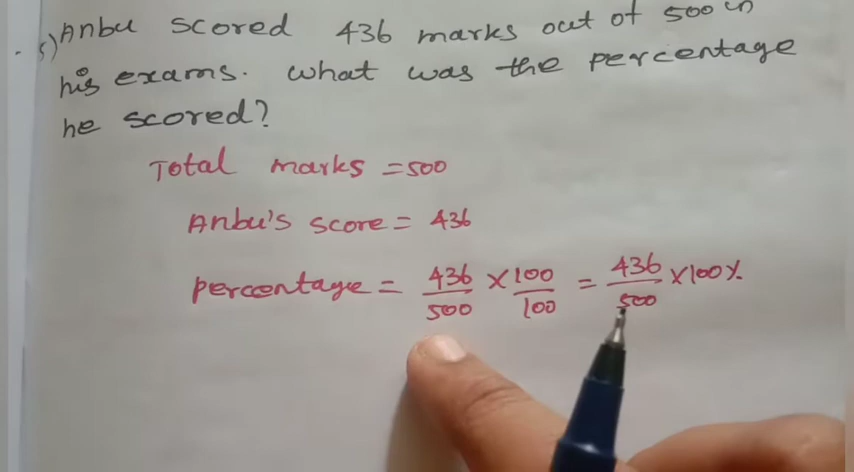 5) Anbu scored 436 marks out of 500 in
his exams. What was the percentage
he scored?
Total marks = 500
Anbu's score = 436
percentage = 436/500 × 100/100 = 436/500 × 100%